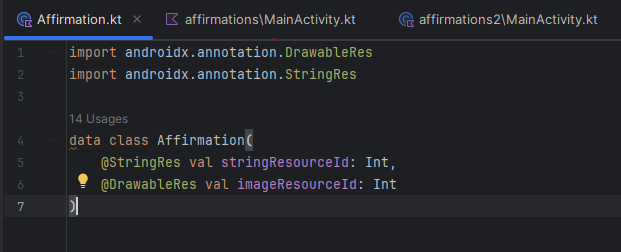 Affirmation.kt affirmations\MainActivity.kt affirmations2\MainActivity.kt
1 import androidx.annotation.DrawableRes
2 import androidx.annotation.StringRes
3
14 Usages
4 data class Affirmation(
5 @StringRes val stringResourceId: Int,
6 @DrawableRes val imageResourceId: Int
7 )